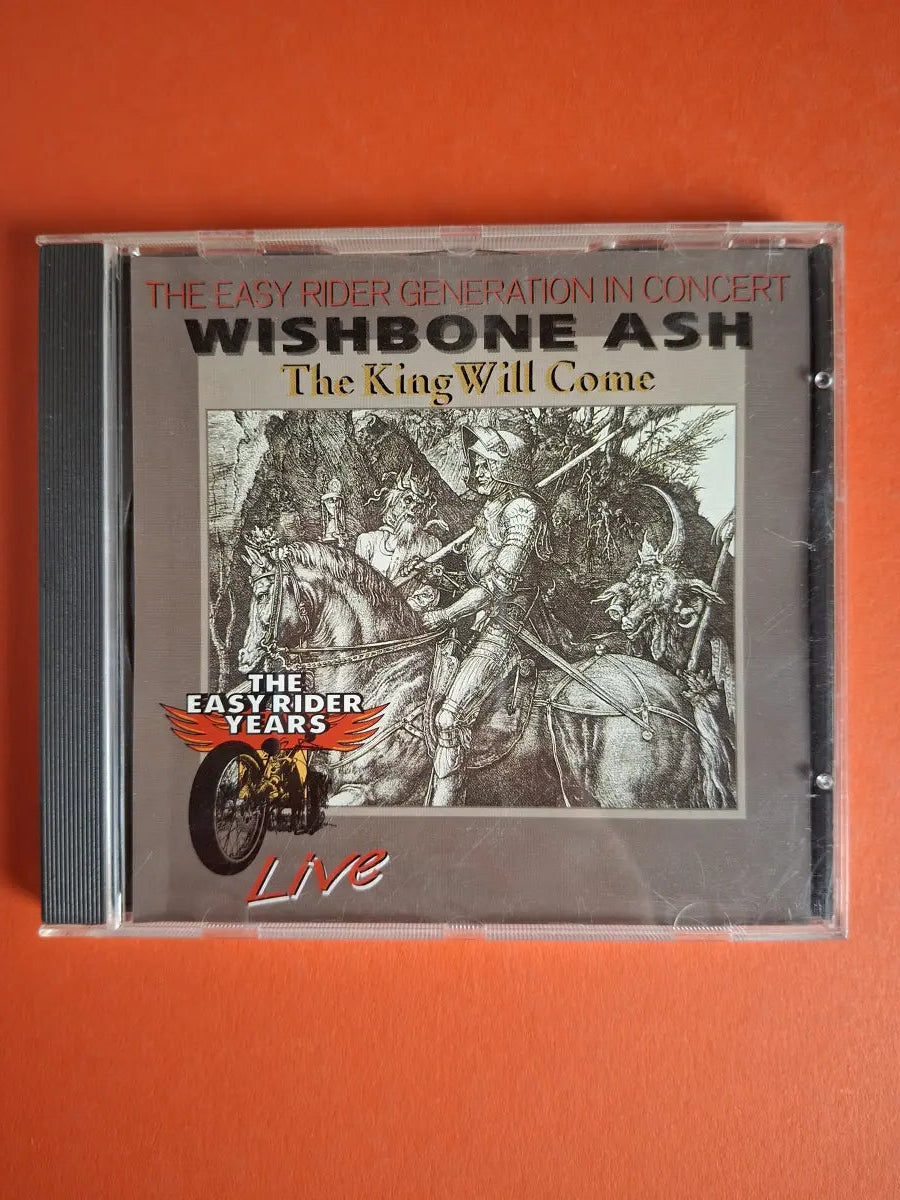 THE EASY RIDER GENERATION IN CONCERT
WISHBONE ASH
The King Will Come
THE
EASY RIDER
YEARS
Live